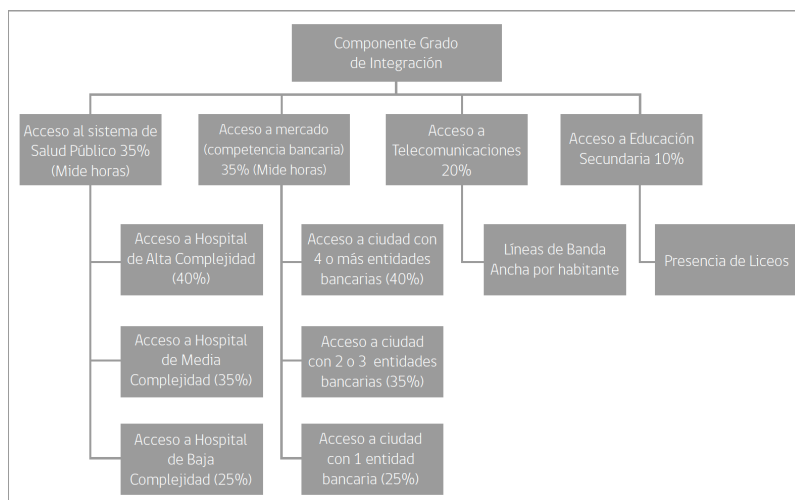 Componente Grado
de Integración
Acceso al sistema de
Salud Público 35%
(Mide horas)
Acceso a mercado
(competencia bancaria)
35% (Mide horas)
Acceso a
Telecomunicaciones
20%
Acceso a Educación
Secundaria 10%
Acceso a Hospital
de Alta Complejidad
(40%)
Acceso a ciudad con
4 o más entidades
bancarias (40%)
Líneas de Banda
Ancha por habitante
Presencia de Liceos
Acceso a Hospital
de Media
Complejidad (35%)
Acceso a ciudad
con 2 o 3 entidades
bancarias (35%)
Acceso a Hospital
de Baja
Complejidad (25%)
Acceso a ciudad
con 1 entidad
bancaria (25%)